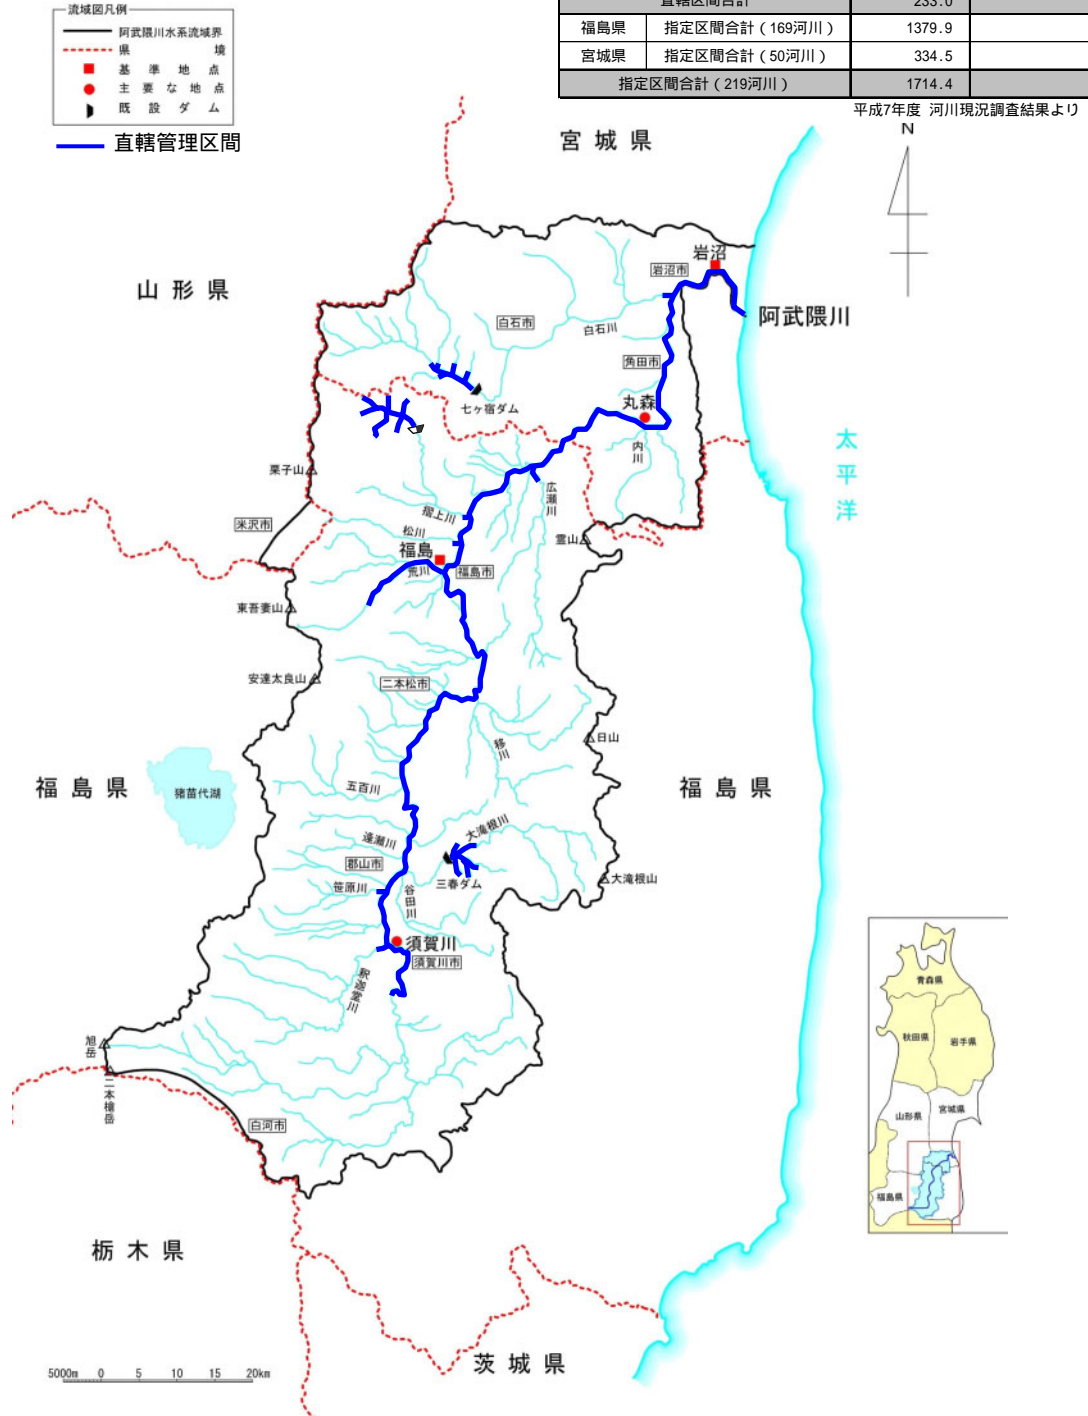 流域図凡例
阿武隈川水系流域界
県境
基準地点
主要な地点
既設ダム
直轄管理区間
直轄区間合計 233.0
福島県 指定区間合計（169河川） 1379.9
宮城県 指定区間合計（50河川） 334.5
指定区間合計（219河川） 1714.4
平成7年度 河川現況調査結果より
N
宮城県
山形県
岩沼
岩沼市
阿武隈川
白石市
白石川
角田市
丸森
七ヶ宿ダム
内川
太平洋
栗子山
広瀬川
摺上川
米沢市
松川
福島
霊山
荒川
福島市
東吾妻山
安達太良山
二本松市
移川
日山
福島県
猪苗代湖
福島県
五百川
大滝根川
逢瀬川
郡山市
三春ダム
大滝根山
笹原川
谷田川
須賀川
須賀川市
釈迦堂川
旭岳
二本槍岳
白河市
栃木県
茨城県
青森県
秋田県
岩手県
山形県
宮城県
福島県
5000m 0 5 10 15 20km